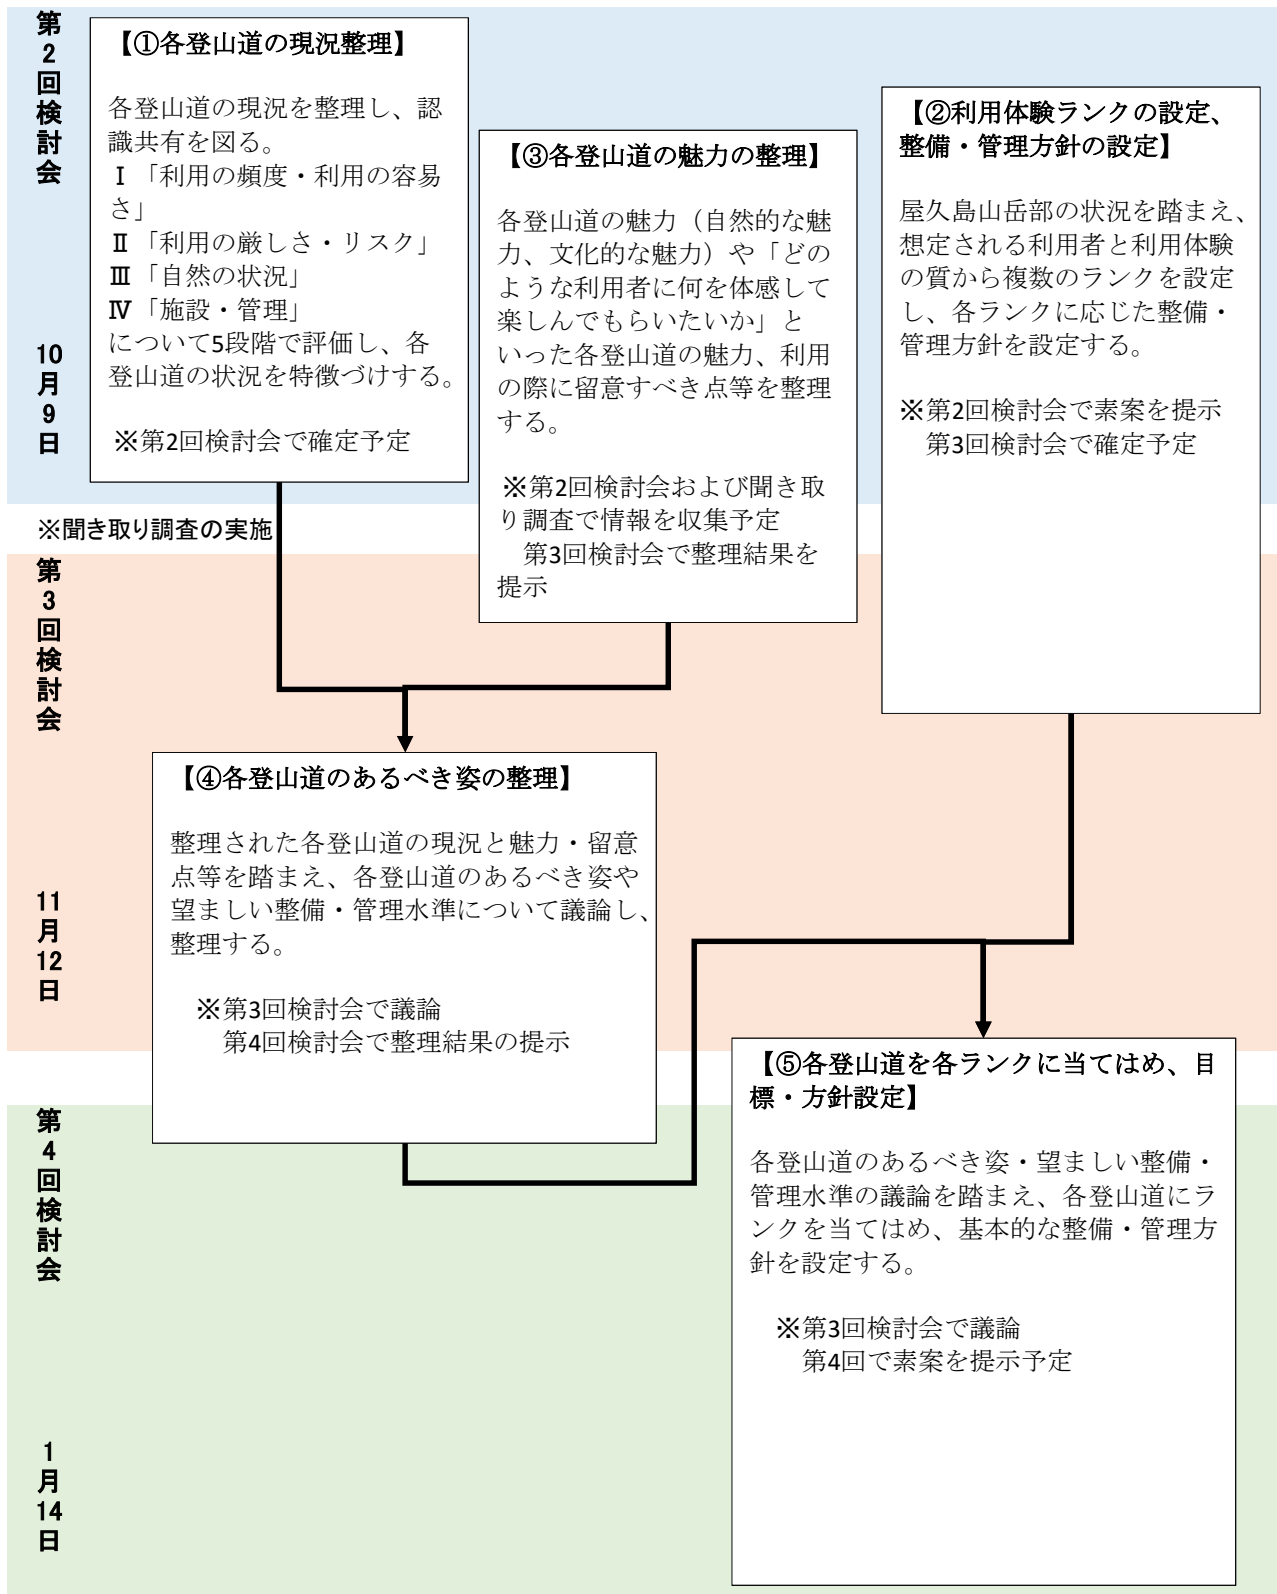 第2回検討会
10月9日
【①各登山道の現況整理】
各登山道の現況を整理し、認
識共有を図る。
Ⅰ「利用の頻度・利用の容易
さ」
Ⅱ「利用の厳しさ・リスク」
Ⅲ「自然の状況」
Ⅳ「施設・管理」
について5段階で評価し、各
登山道の状況を特徴づけする。
※第2回検討会で確定予定
【③各登山道の魅力の整理】
各登山道の魅力（自然的な魅
力、文化的な魅力）や「どの
ような利用者に何を体感して
楽しんでもらいたいか」と
いった各登山道の魅力、利用
の際に留意すべき点等を整理
する。
※第2回検討会および聞き取
り調査で情報を収集予定
第3回検討会で整理結果を
提示
【②利用体験ランクの設定、
整備・管理方針の設定】
屋久島山岳部の状況を踏まえ、
想定される利用者と利用体験
の質から複数のランクを設定
し、各ランクに応じた整備・
管理方針を設定する。
※第2回検討会で素案を提示
第3回検討会で確定予定
※聞き取り調査の実施
第3回検討会
11月12日
【④各登山道のあるべき姿の整理】
整理された各登山道の現況と魅力・留意
点等を踏まえ、各登山道のあるべき姿や
望ましい整備・管理水準について議論し、
整理する。
※第3回検討会で議論
第4回検討会で整理結果の提示
第4回検討会
1月14日
【⑤各登山道を各ランクに当てはめ、目
標・方針設定】
各登山道のあるべき姿・望ましい整備・
管理水準の議論を踏まえ、各登山道にラ
ンクを当てはめ、基本的な整備・管理方
針を設定する。
※第3回検討会で議論
第4回で素案を提示予定